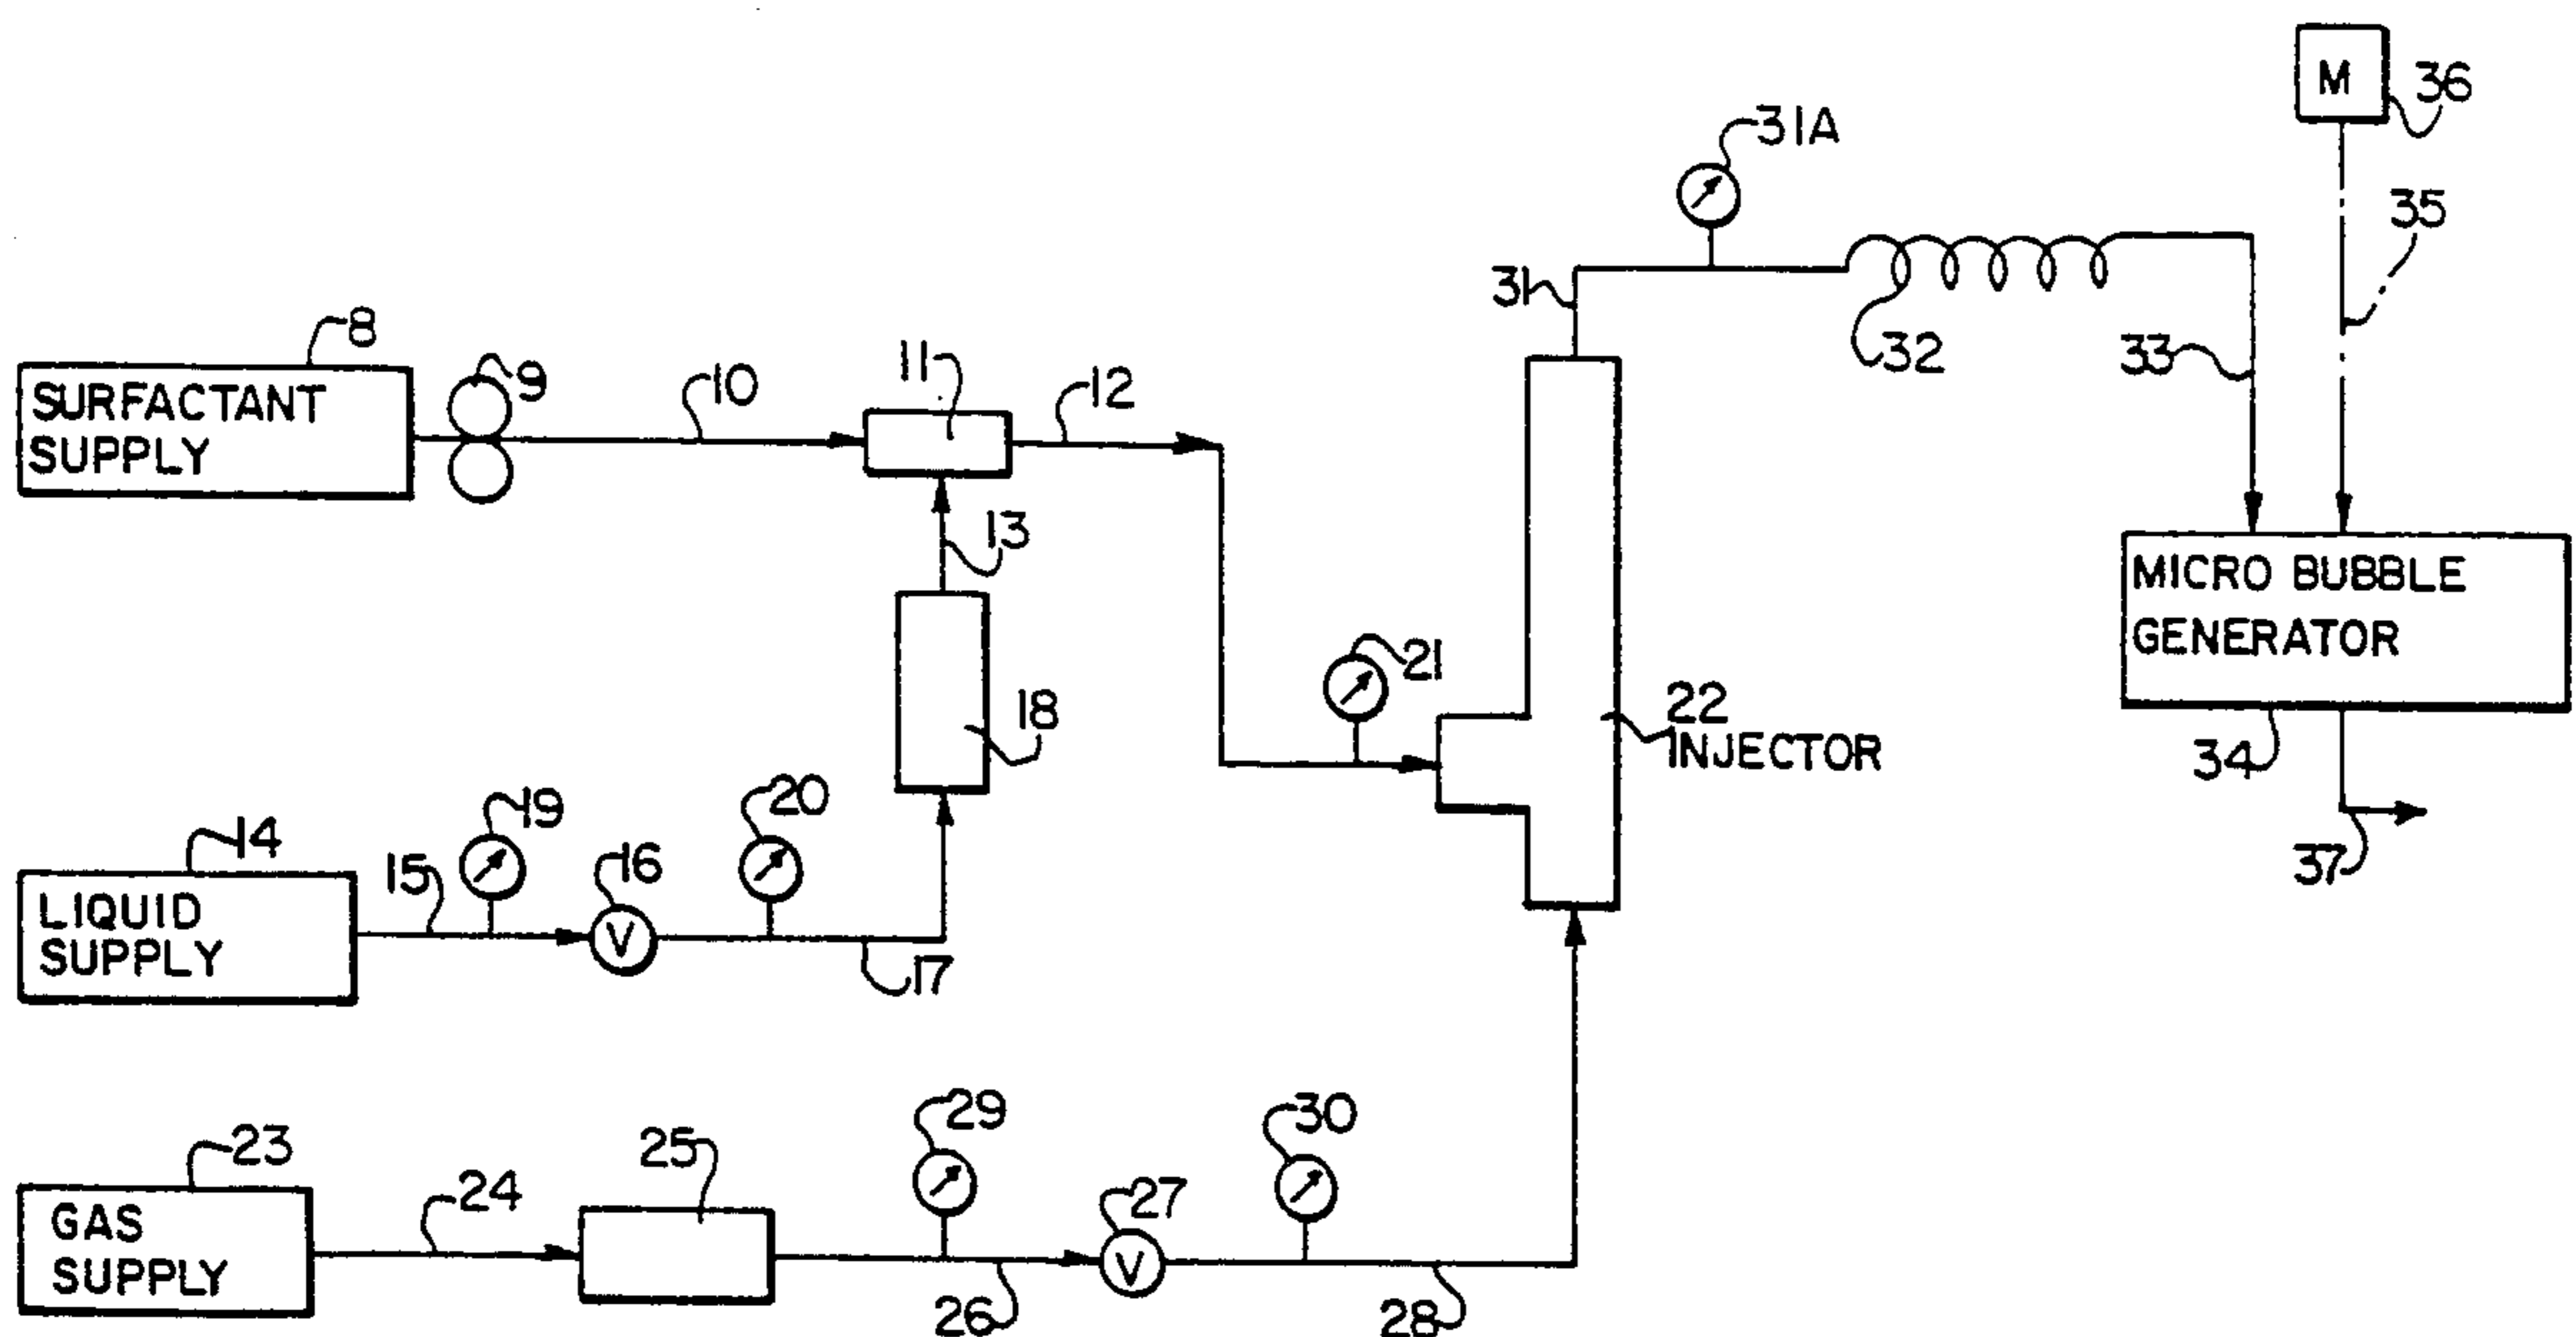 M
36
31A
35
31
32
33
8
SURFACTANT
SUPPLY
9
10
11
12
13
MICRO BUBBLE
GENERATOR
34
37
21
22
INJECTOR
18
14
LIQUID
SUPPLY
15
19
16
V
20
17
23
GAS
SUPPLY
24
25
29
26
27
V
30
28